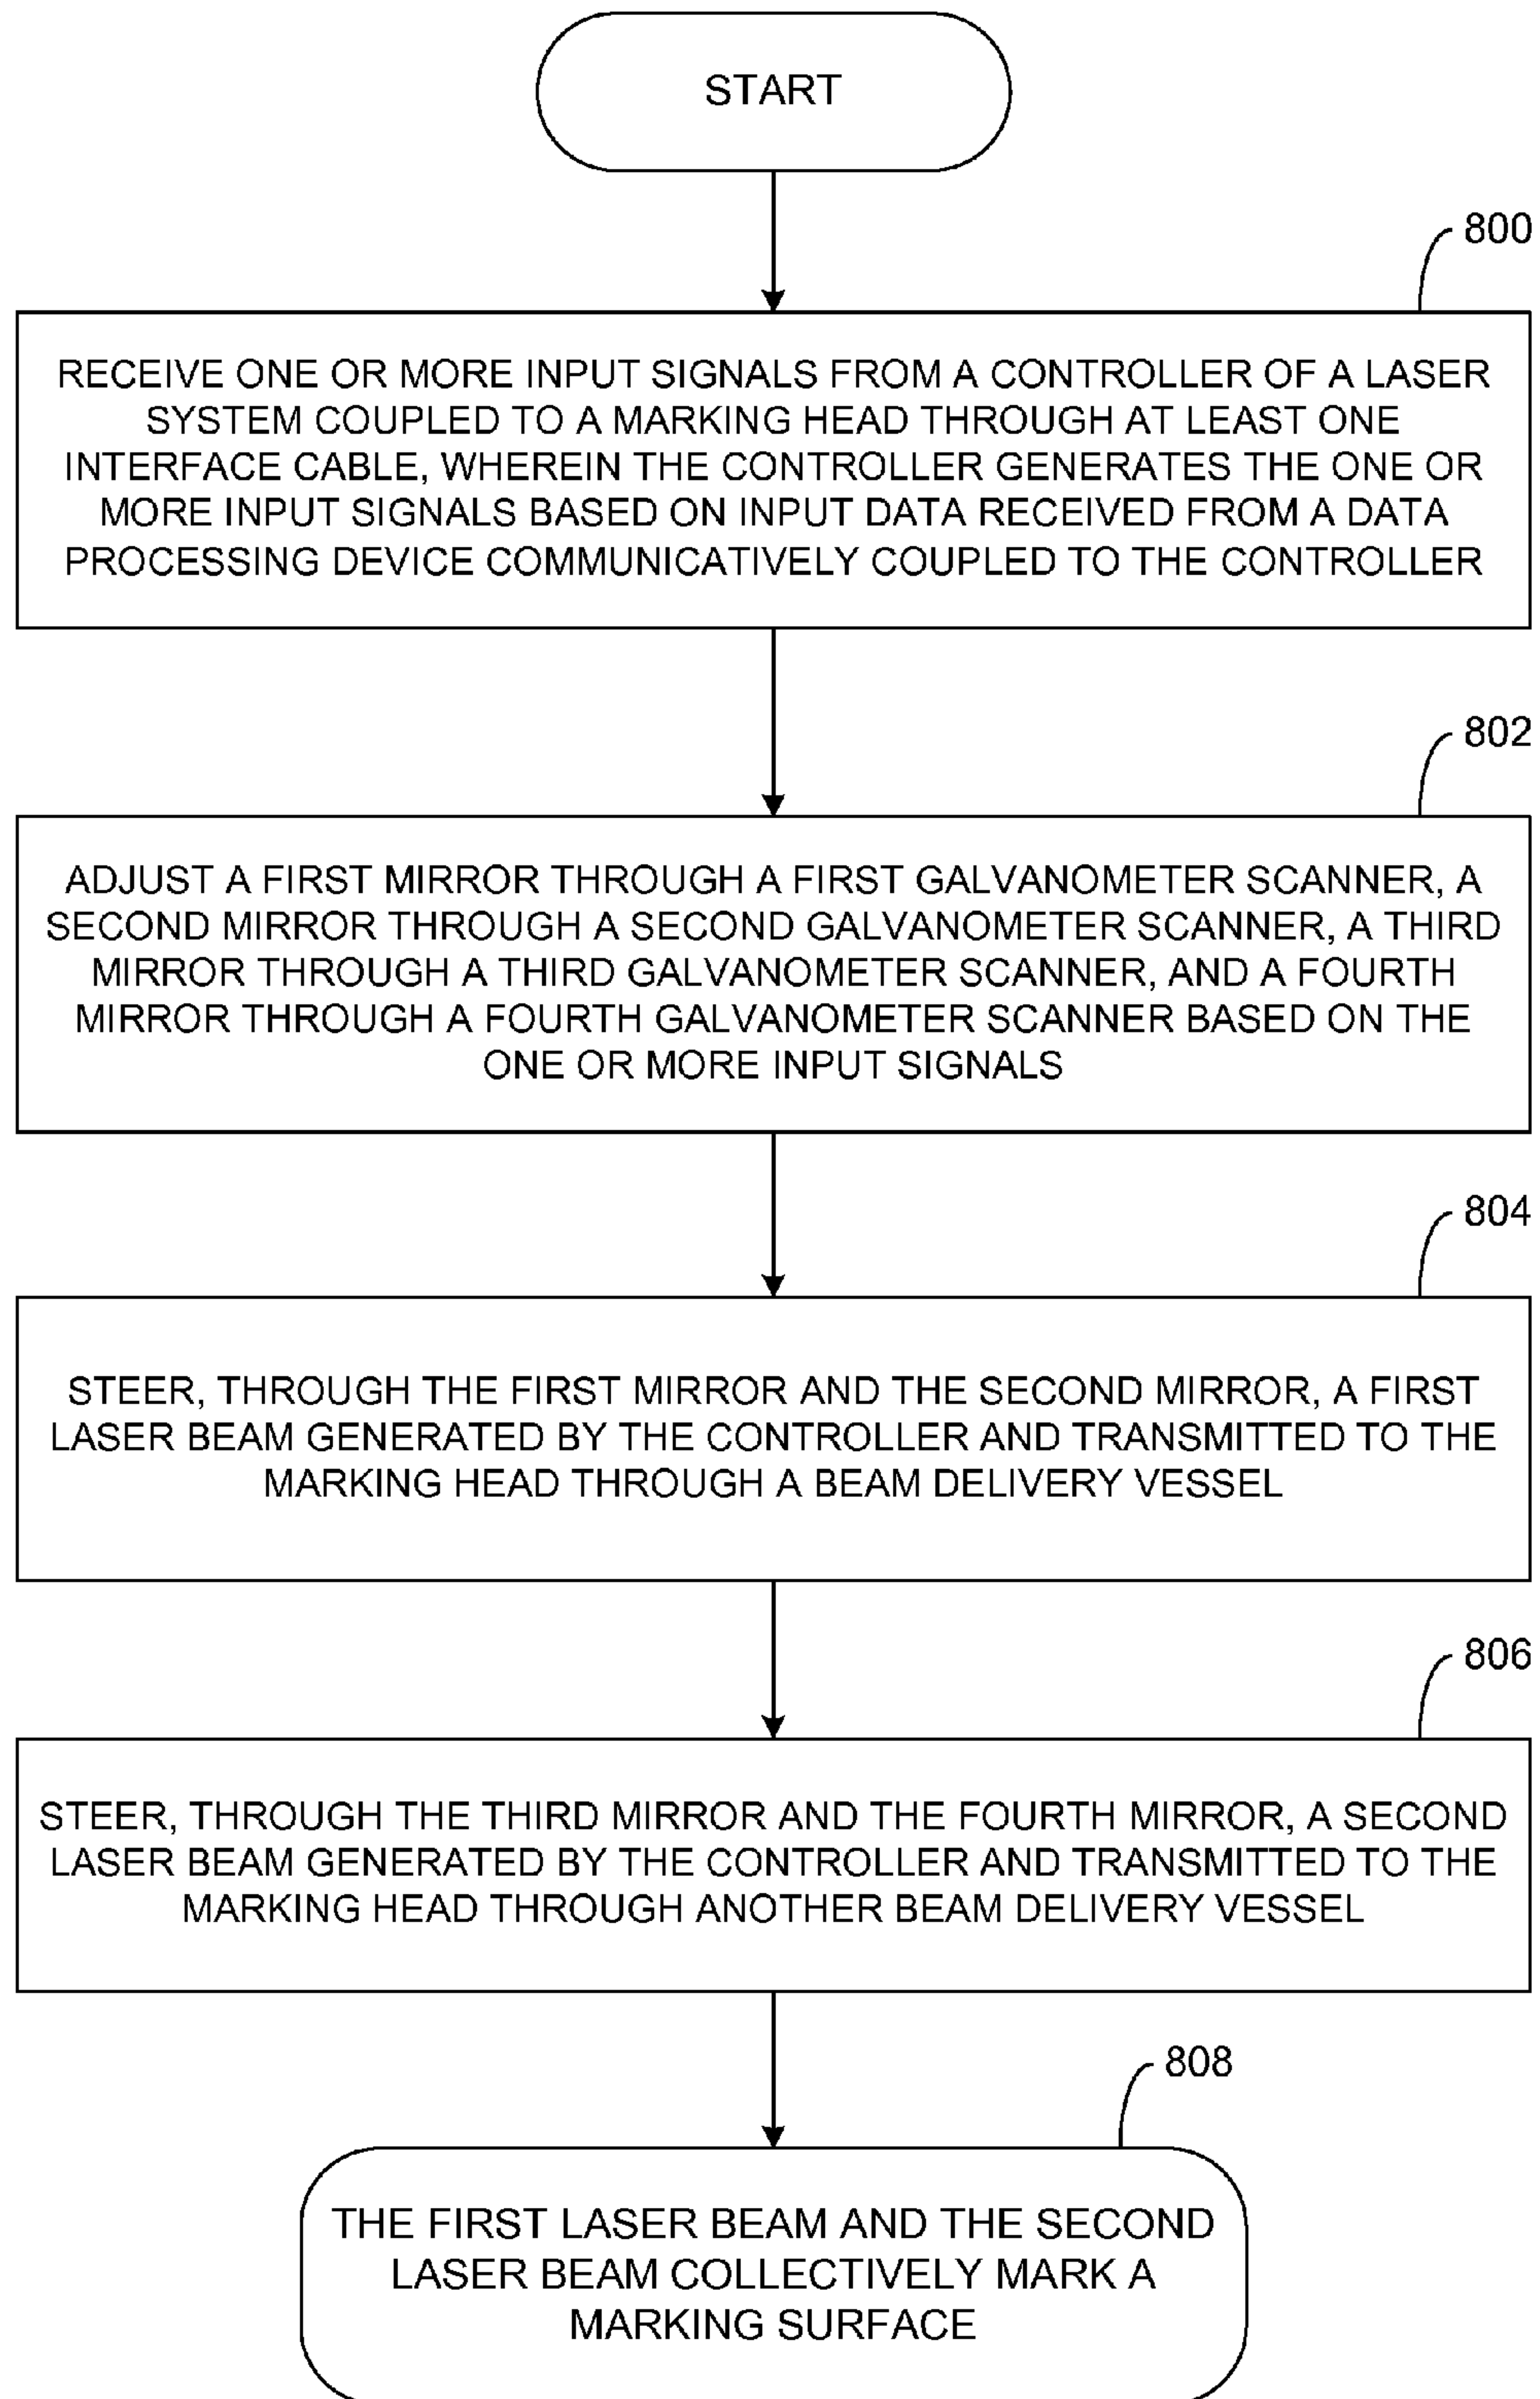 START
800
RECEIVE ONE OR MORE INPUT SIGNALS FROM A CONTROLLER OF A LASER
SYSTEM COUPLED TO A MARKING HEAD THROUGH AT LEAST ONE
INTERFACE CABLE, WHEREIN THE CONTROLLER GENERATES THE ONE OR
MORE INPUT SIGNALS BASED ON INPUT DATA RECEIVED FROM A DATA
PROCESSING DEVICE COMMUNICATIVELY COUPLED TO THE CONTROLLER
802
ADJUST A FIRST MIRROR THROUGH A FIRST GALVANOMETER SCANNER, A
SECOND MIRROR THROUGH A SECOND GALVANOMETER SCANNER, A THIRD
MIRROR THROUGH A THIRD GALVANOMETER SCANNER, AND A FOURTH
MIRROR THROUGH A FOURTH GALVANOMETER SCANNER BASED ON THE
ONE OR MORE INPUT SIGNALS
804
STEER, THROUGH THE FIRST MIRROR AND THE SECOND MIRROR, A FIRST
LASER BEAM GENERATED BY THE CONTROLLER AND TRANSMITTED TO THE
MARKING HEAD THROUGH A BEAM DELIVERY VESSEL
806
STEER, THROUGH THE THIRD MIRROR AND THE FOURTH MIRROR, A SECOND
LASER BEAM GENERATED BY THE CONTROLLER AND TRANSMITTED TO THE
MARKING HEAD THROUGH ANOTHER BEAM DELIVERY VESSEL
808
THE FIRST LASER BEAM AND THE SECOND
LASER BEAM COLLECTIVELY MARK A
MARKING SURFACE